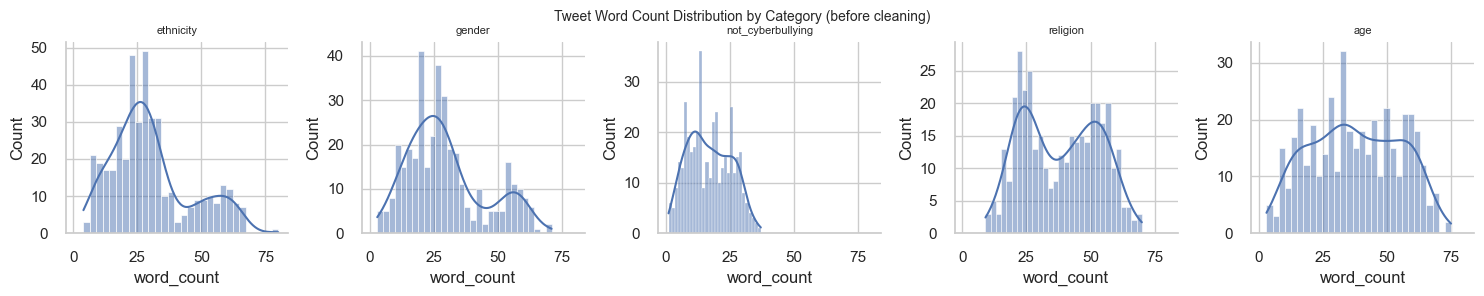 Tweet Word Count Distribution by Category (before cleaning)
ethnicity
gender
not_cyberbullying
religion
age
Count
50
40
30
20
10
0
0
25
50
75
word_count
Count
40
30
20
10
0
0
25
50
75
word_count
Count
30
20
10
0
0
25
50
75
word_count
Count
25
20
15
10
5
0
0
25
50
75
word_count
Count
30
20
10
0
0
25
50
75
word_count